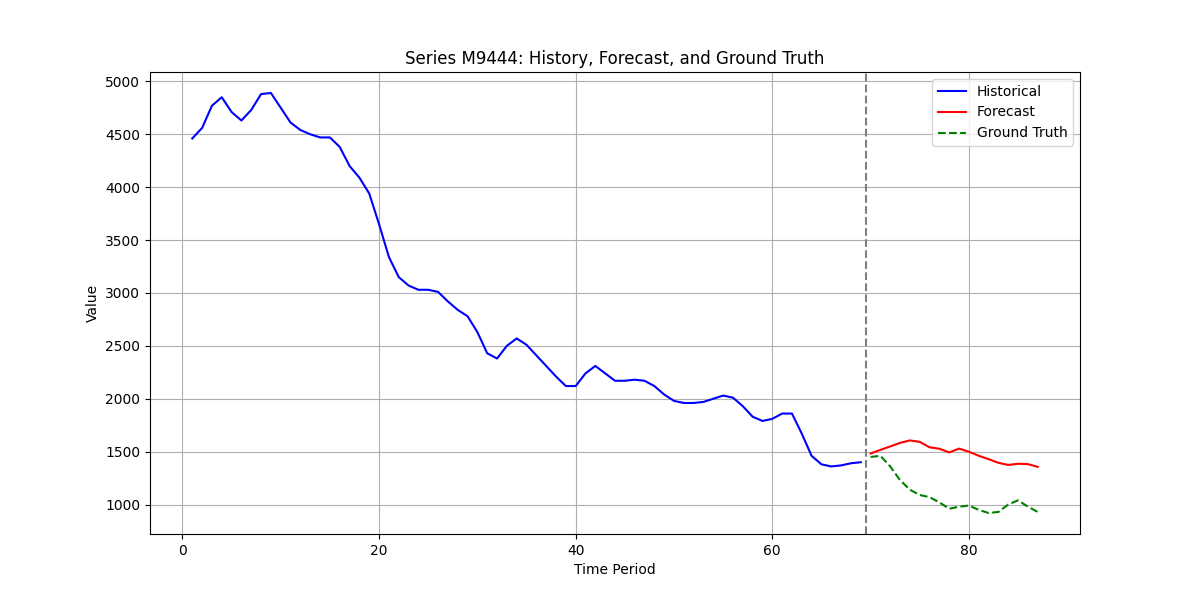 Series M9444: History, Forecast, and Ground Truth
Historical
Forecast
Ground Truth
5000
4500
4000
3500
3000
2500
2000
1500
1000
Value
0
20
40
60
80
Time Period